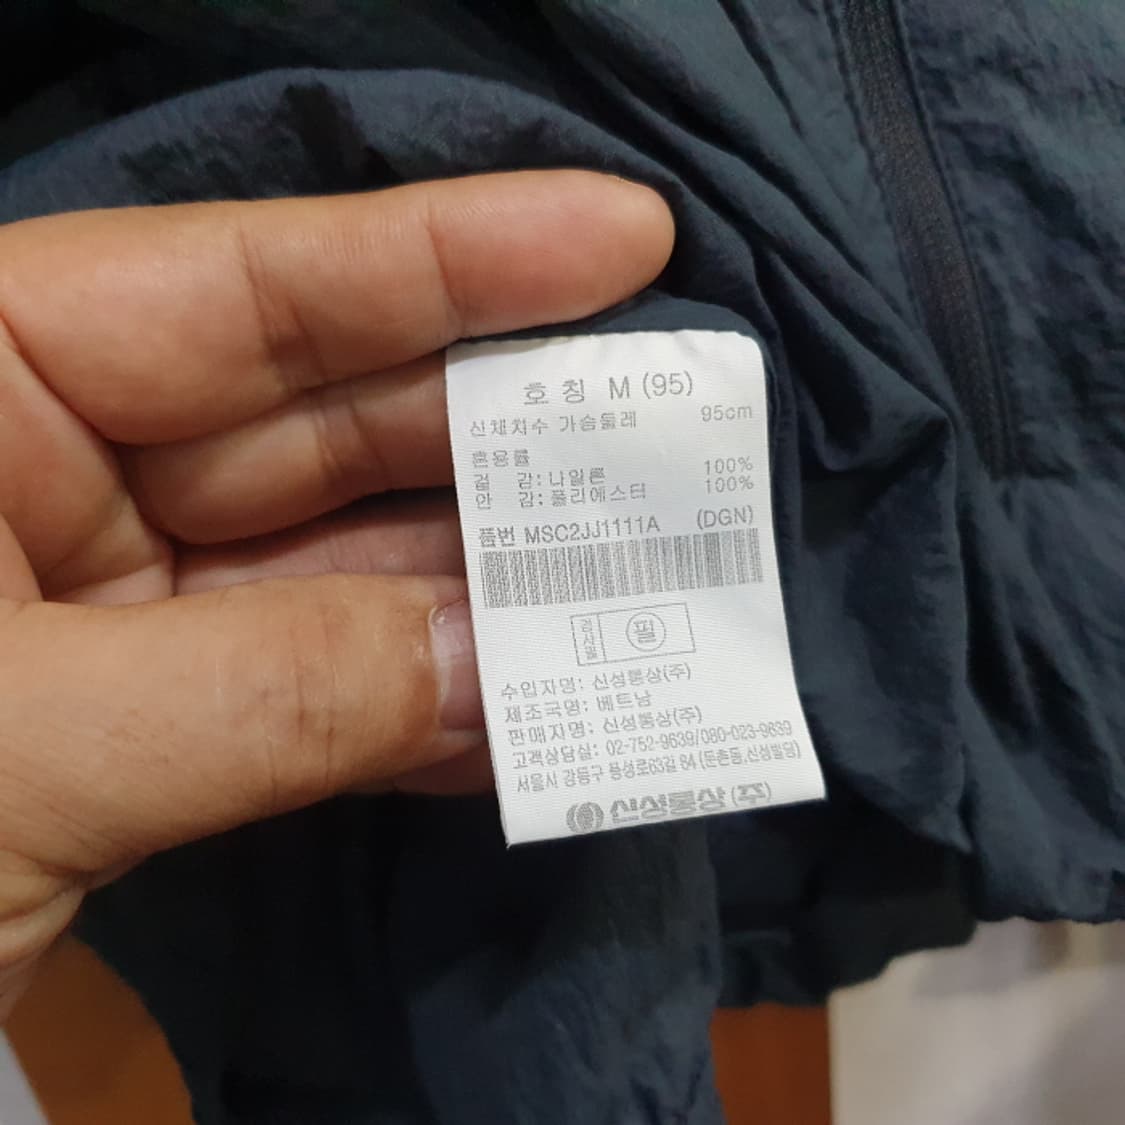 호 칭 M (95)
신체치수 가슴둘레 95cm
혼용률
겉 감: 나일론 100%
안 감: 폴리에스터 100%
품번 MSC2JJ1111A (DGN)
검사필 필
수입자명: 신성통상(주)
제조국명: 베트남
판매자명: 신성통상(주)
고객상담실: 02-752-9639/080-023-9639
서울시 강동구 풍성로63길 84 (둔촌동,신성빌딩)
신성통상(주)